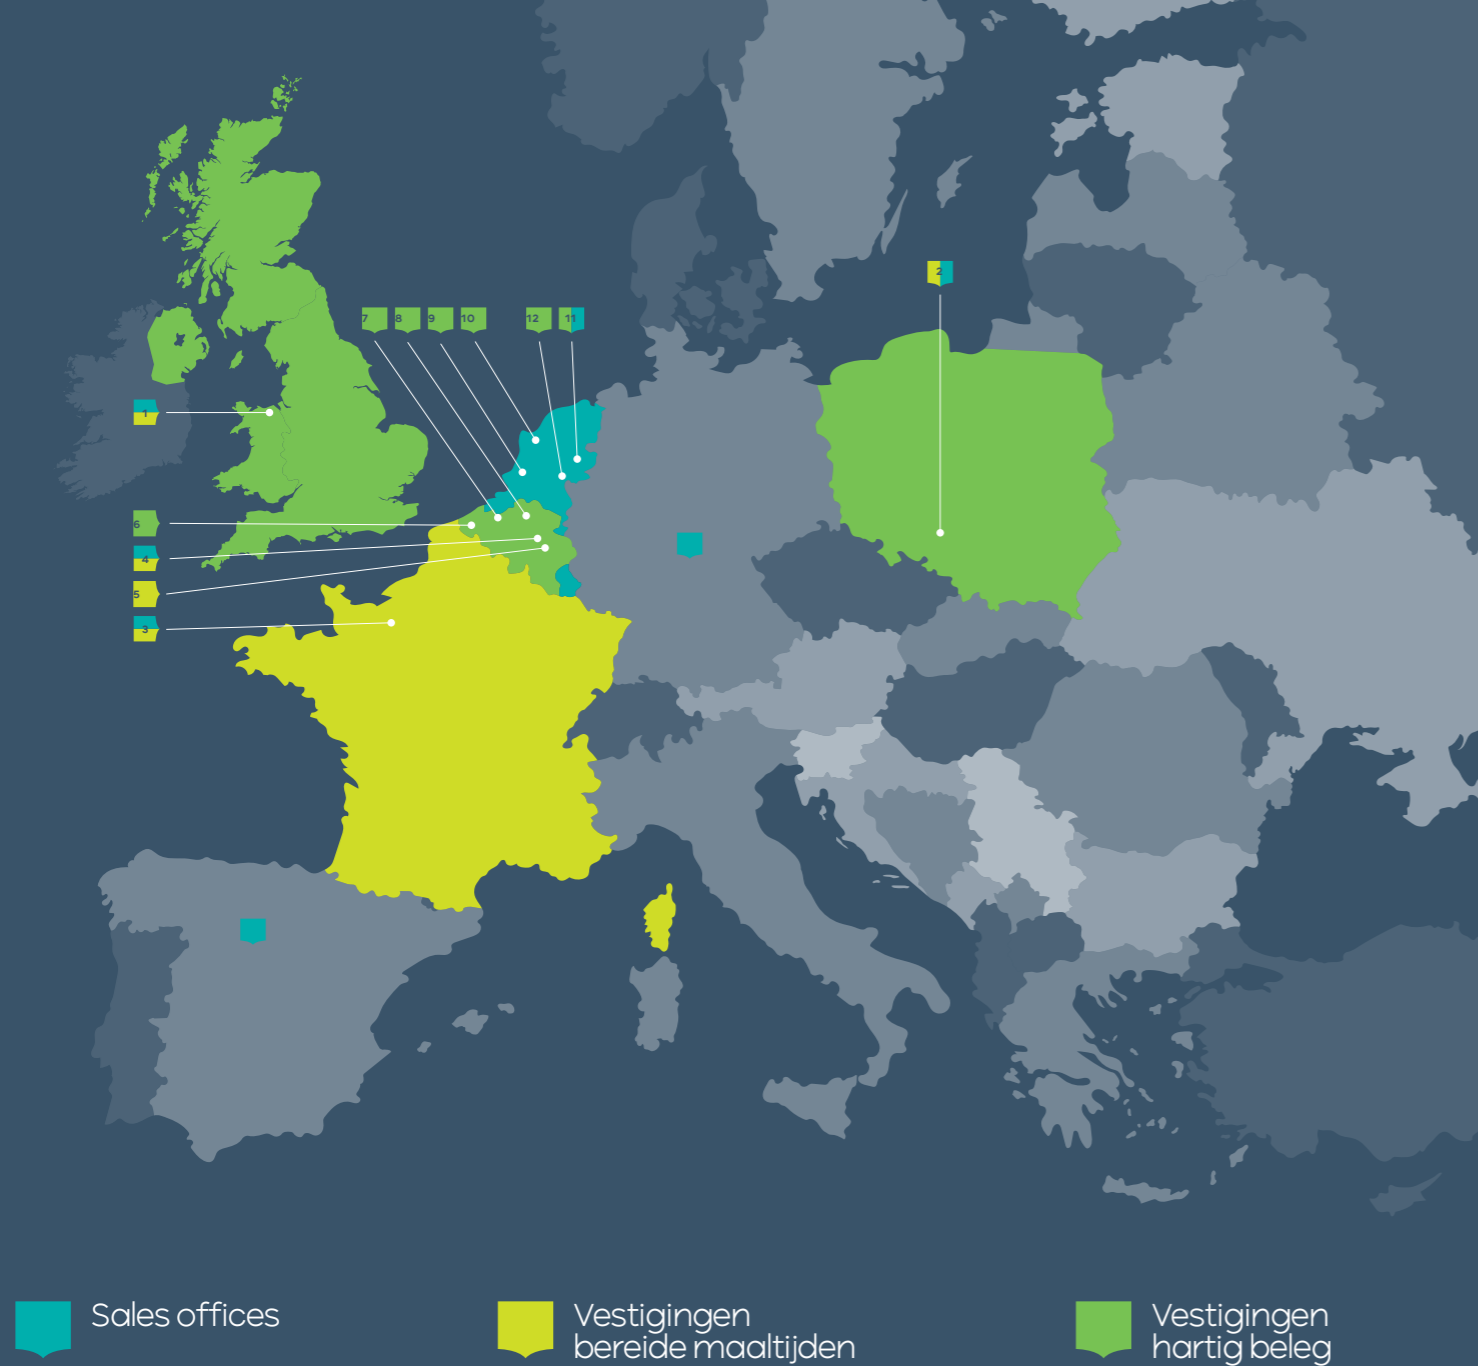 2
7 8 9 10 12 11
1
6
4
5
3
Sales offices
Vestigingen
bereide maaltijden
Vestigingen
hartig beleg